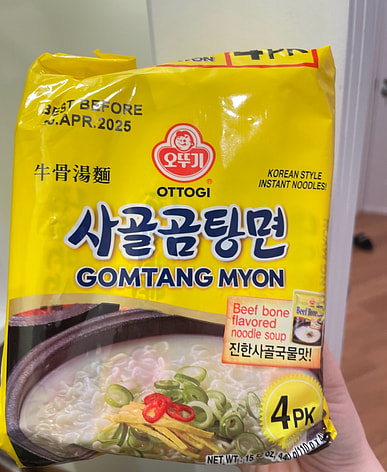 4PK
BEST BEFORE
.APR.2025
오뚜기
OTTOGI
牛骨湯麵
KOREAN STYLE
INSTANT NOODLES
사골곰탕면
GOMTANG MYON
Beef bone
flavored
noodle soup
진한사골국물맛!
4PK
NET WT.